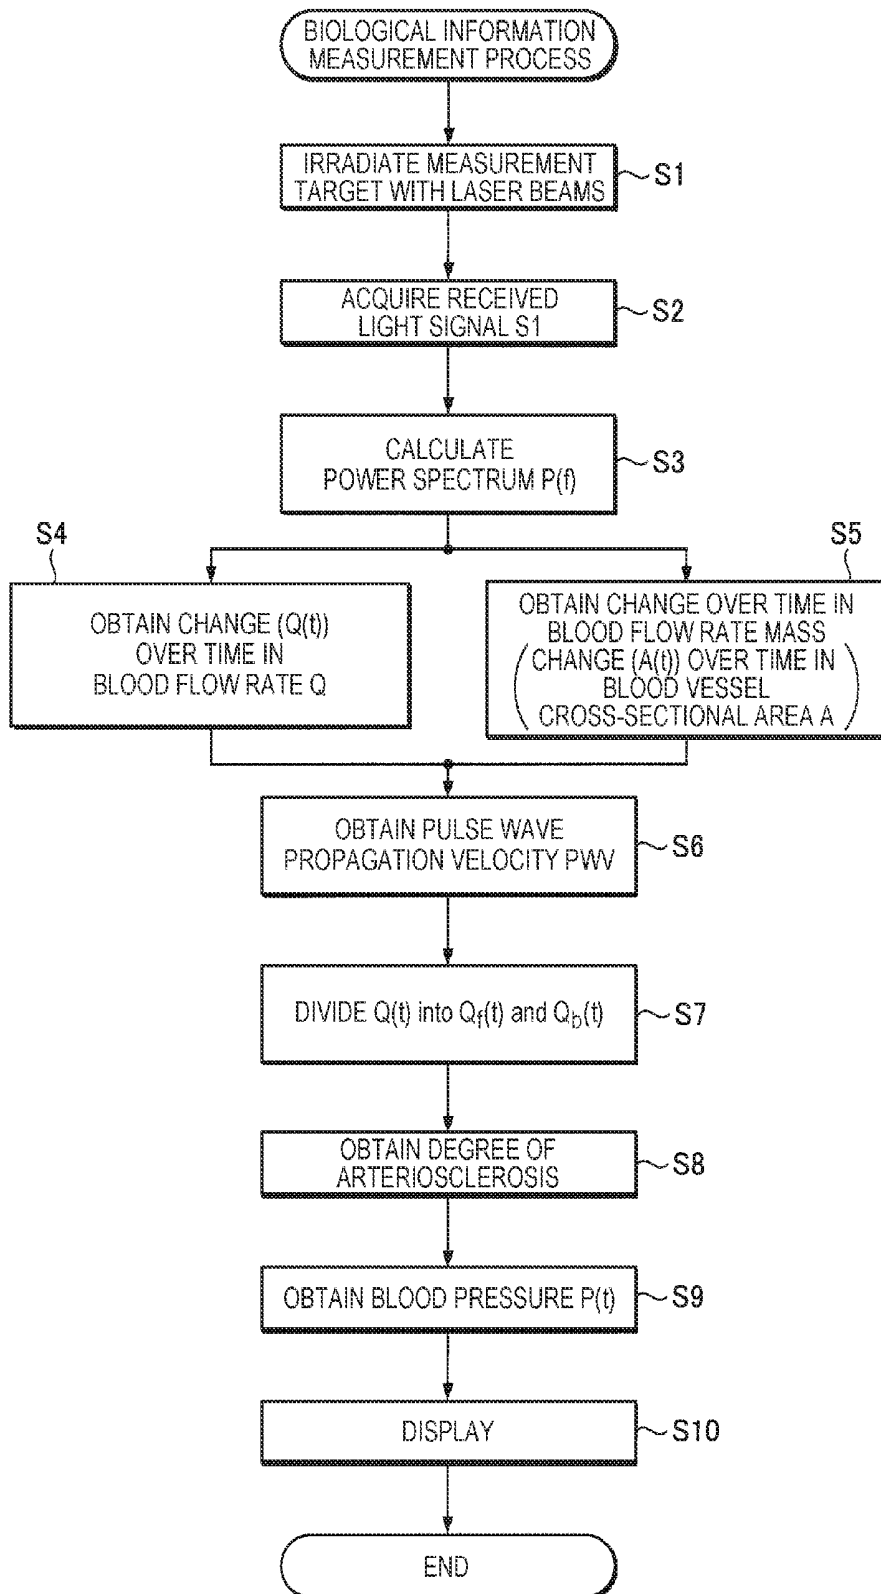 BIOLOGICAL INFORMATION
MEASUREMENT PROCESS
IRRADIATE MEASUREMENT
TARGET WITH LASER BEAMS
S1
ACQUIRE RECEIVED
LIGHT SIGNAL S1
S2
CALCULATE
POWER SPECTRUM P(f)
S3
S4
OBTAIN CHANGE (Q(t))
OVER TIME IN
BLOOD FLOW RATE Q
S5
OBTAIN CHANGE OVER TIME IN
BLOOD FLOW RATE MASS
(CHANGE (A(t)) OVER TIME IN
BLOOD VESSEL
CROSS-SECTIONAL AREA A)
OBTAIN PULSE WAVE
PROPAGATION VELOCITY PWV
S6
DIVIDE Q(t) into Qf(t) and Qb(t)
S7
OBTAIN DEGREE OF
ARTERIOSCLEROSIS
S8
OBTAIN BLOOD PRESSURE P(t)
S9
DISPLAY
S10
END